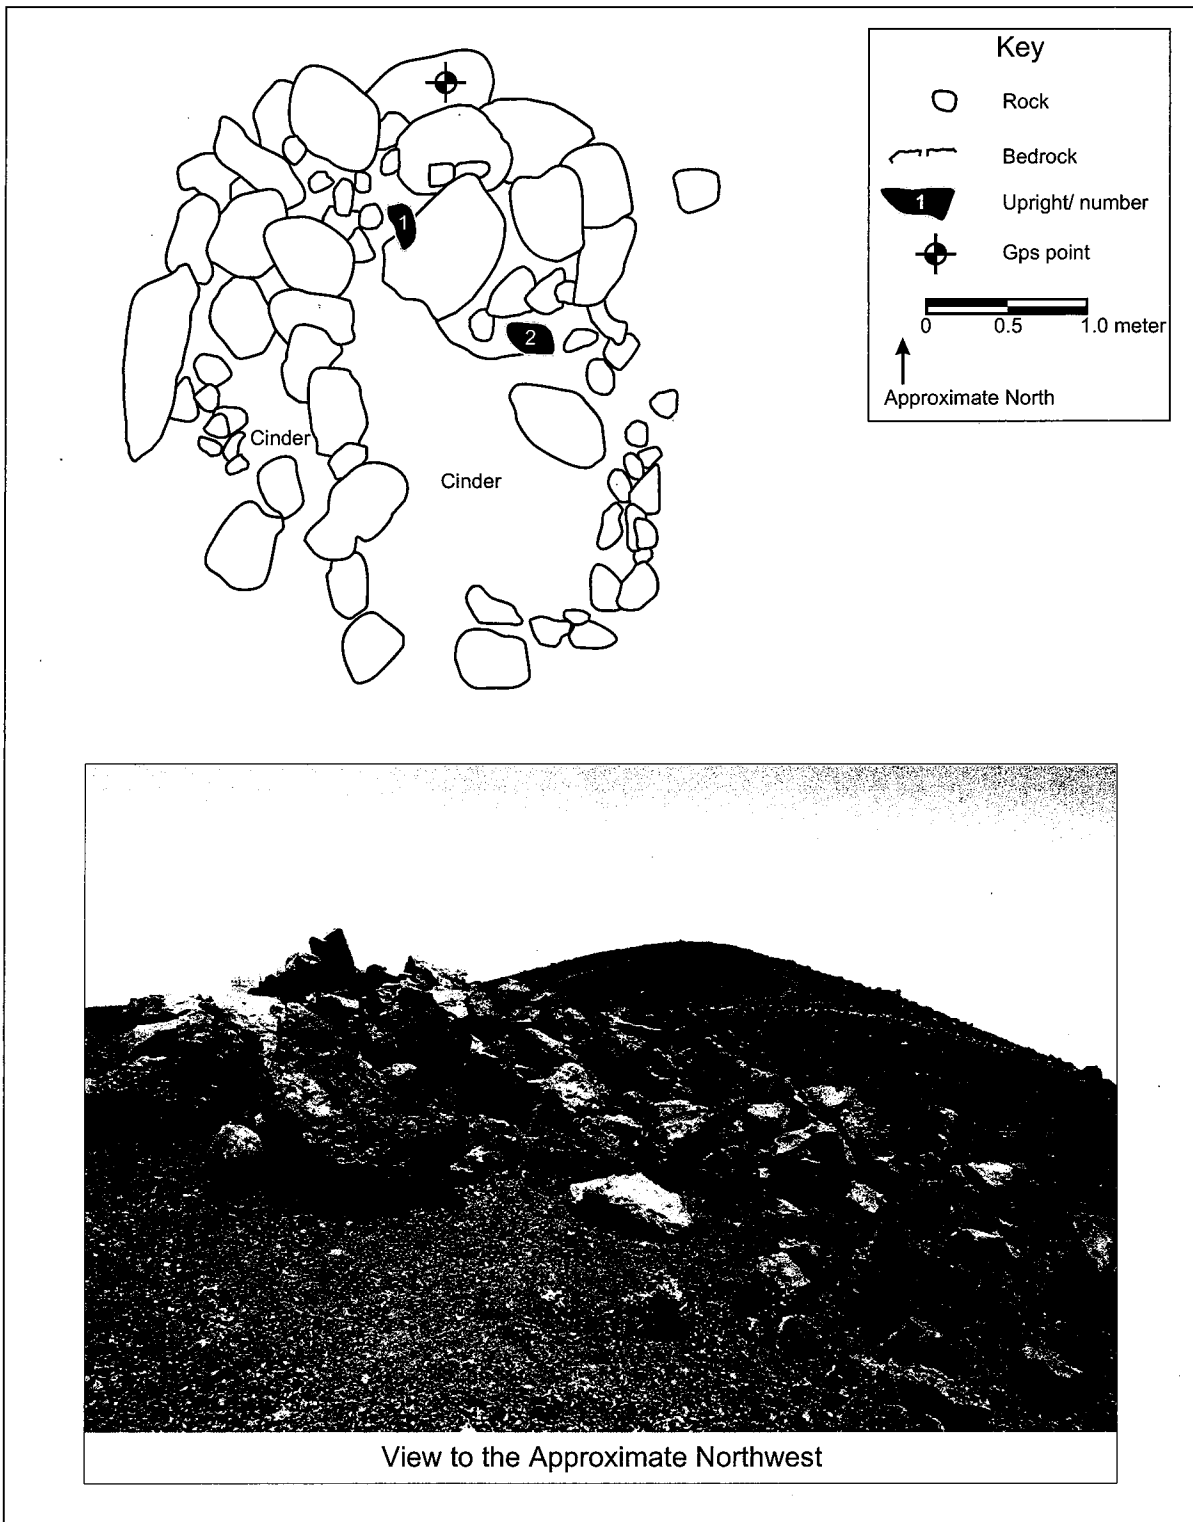 Key
Rock
Bedrock
1 Upright/ number
Gps point
0 0.5 1.0 meter
Approximate North
1
2
Cinder
Cinder
View to the Approximate Northwest